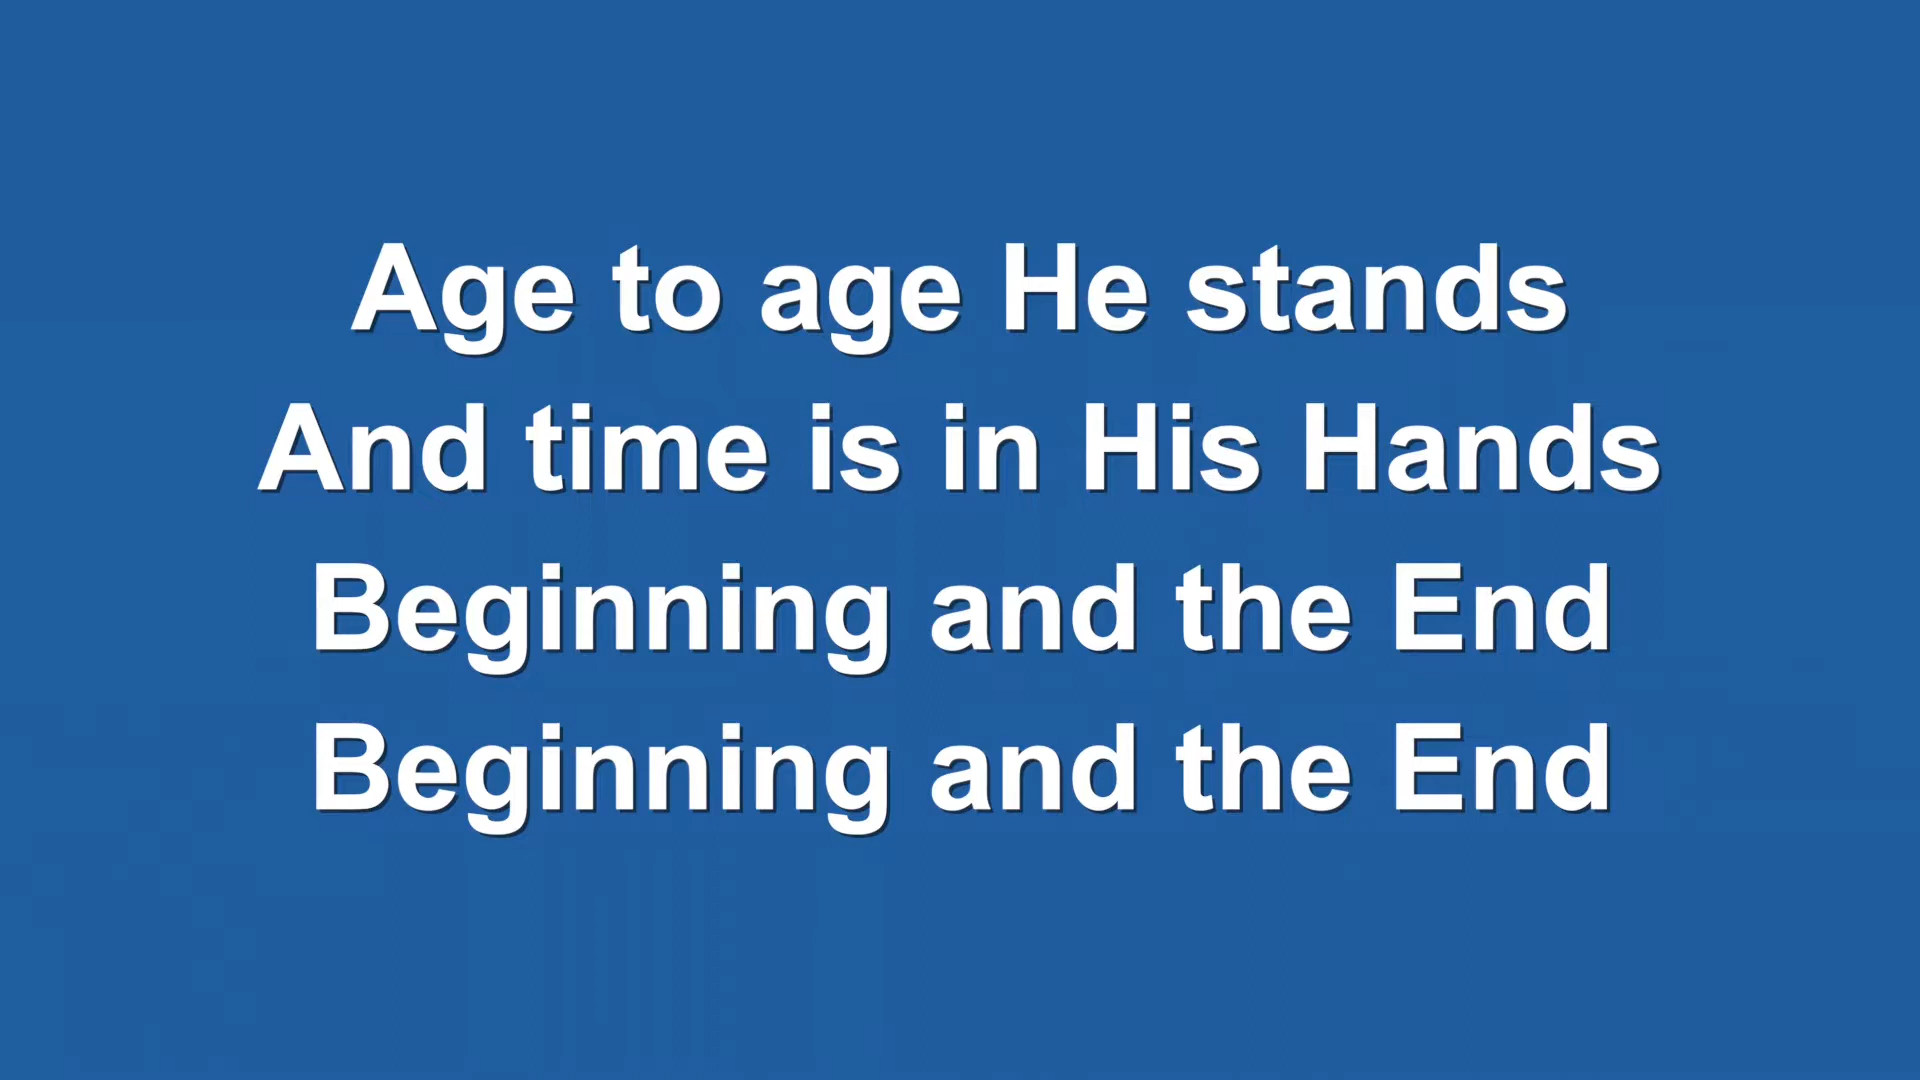 Age to age He stands
And time is in His Hands
Beginning and the End
Beginning and the End